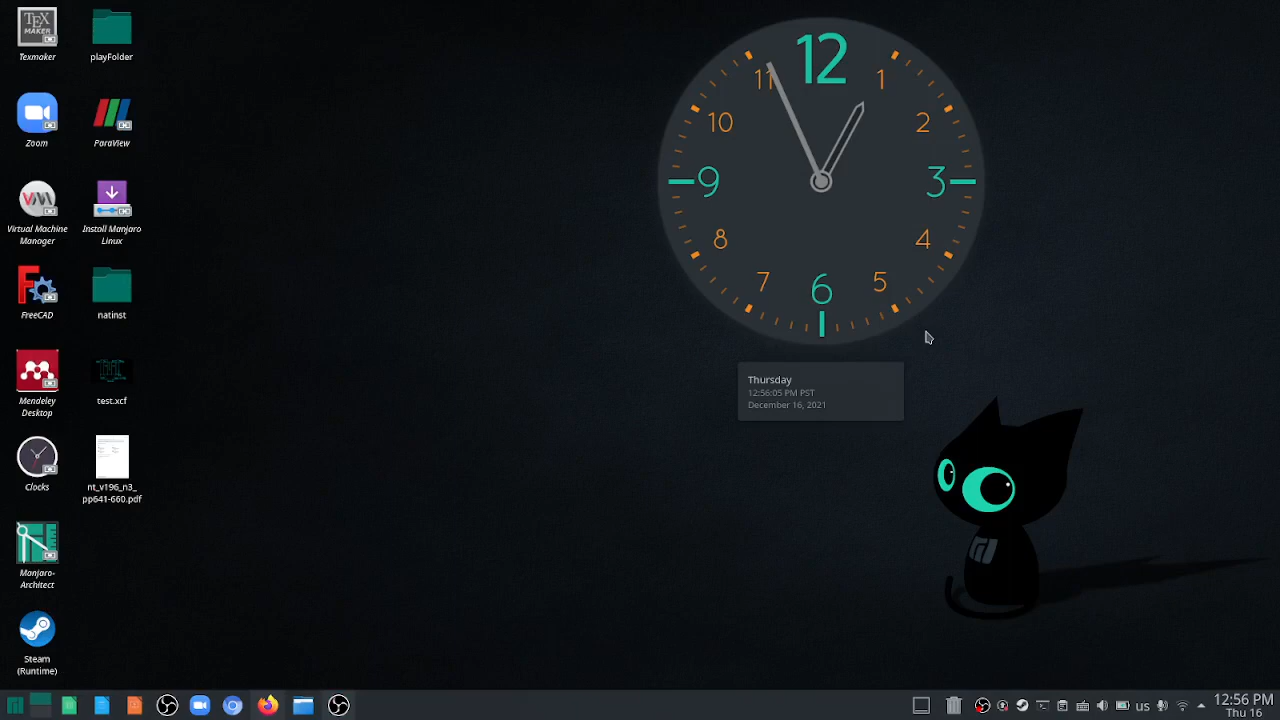 TEX
MAKER
Texmaker
playFolder
Zoom
ParaView
Virtual Machine
Manager
Install Manjaro
Linux
FreeCAD
natinst
Mendeley
Desktop
test.xcf
Clocks
nt_v196_n3_
pp641-660.pdf
Manjaro-
Architect
Steam
(Runtime)
12
1
2
3
4
5
6
7
8
9
10
11
Thursday
12:56:05 PM PST
December 16, 2021
us
12:56 PM
Thu 16